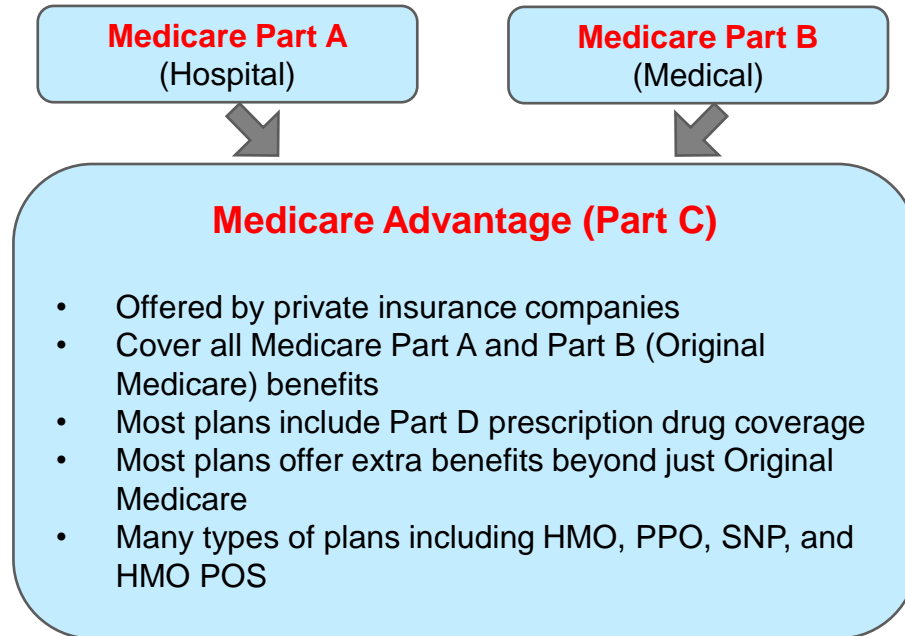 Medicare Part A
(Hospital)
Medicare Part B
(Medical)
Medicare Advantage (Part C)
• Offered by private insurance companies
• Cover all Medicare Part A and Part B (Original
Medicare) benefits
• Most plans include Part D prescription drug coverage
• Most plans offer extra benefits beyond just Original
Medicare
• Many types of plans including HMO, PPO, SNP, and
HMO POS